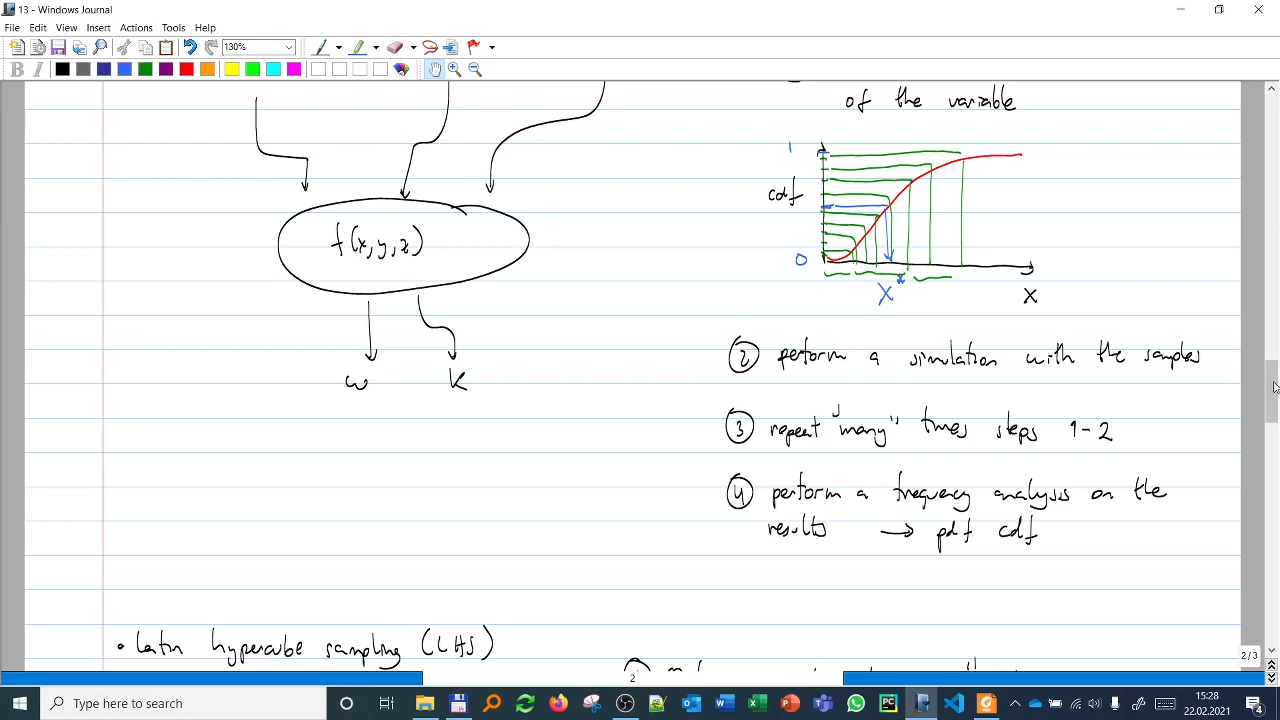 13 - Windows Journal
File Edit View Insert Actions Tools Help
130%
B I
of the variable
1
cdf
0
X*
X
f(x,y,z)
w
k
② perform a simulation with the samples
③ repeat "many" times steps 1-2
④ perform a frequency analysis on the
results → pdf cdf
• Latin hypercube sampling (LHS)
2/3
2
Type here to search
15:28
22.02.2021